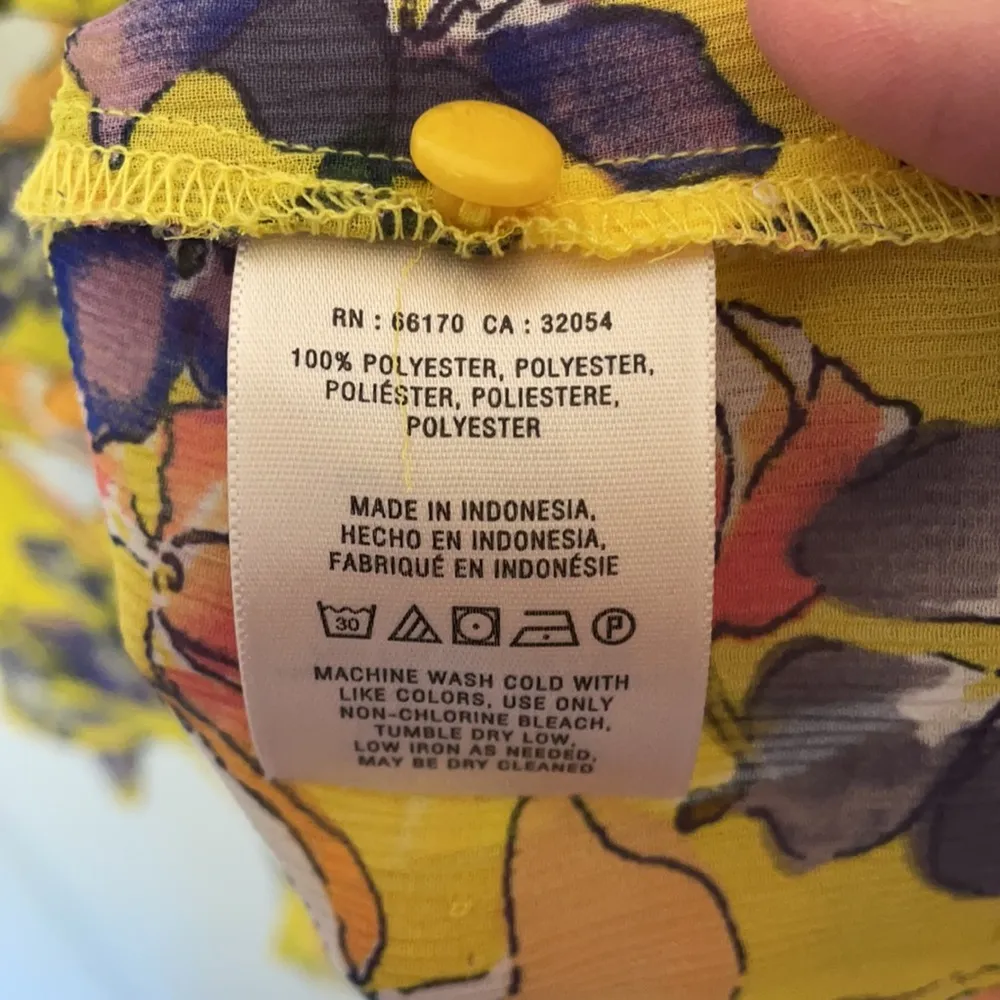 RN : 66170 CA : 32054
100% POLYESTER, POLYESTER,
POLIÉSTER, POLIESTERE,
POLYESTER
MADE IN INDONESIA,
HECHO EN INDONESIA,
FABRIQUÉ EN INDONÉSIE
30 P
MACHINE WASH COLD WITH
LIKE COLORS, USE ONLY
NON-CHLORINE BLEACH,
TUMBLE DRY LOW,
LOW IRON AS NEEDED,
MAY BE DRY CLEANED